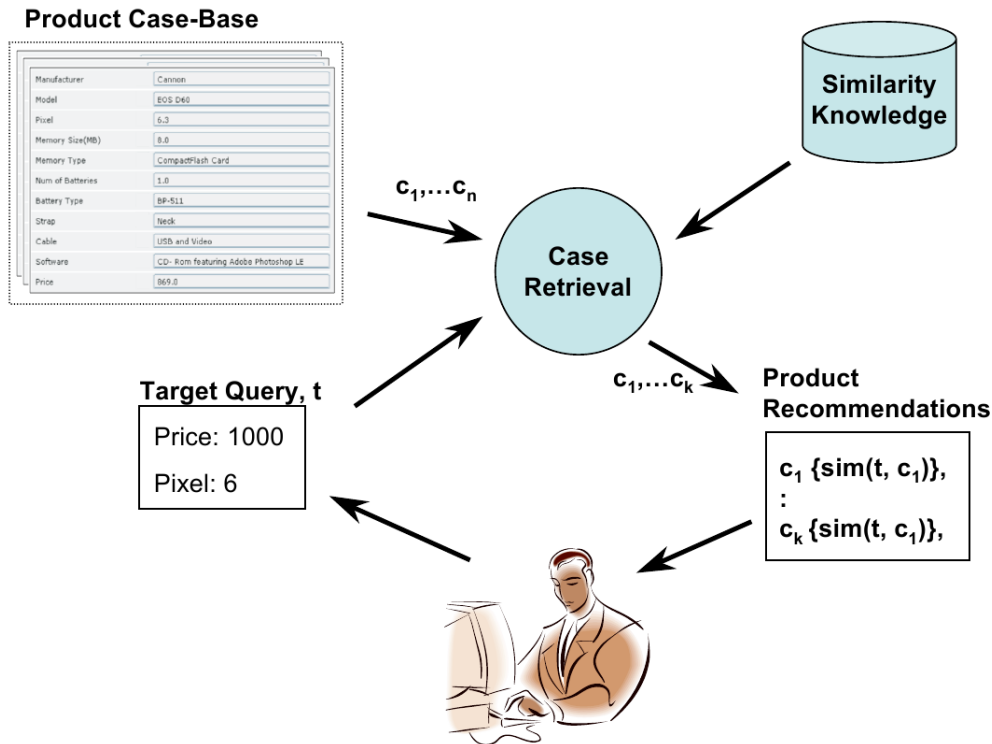 Product Case-Base
Manufacturer Cannon
Model EOS D60
Pixel 6.3
Memory Size(MB) 8.0
Memory Type CompactFlash Card
Num of Batteries 1.0
Battery Type BP-511
Strap Neck
Cable USB and Video
Software CD- Rom featuring Adobe Photoshop LE
Price 869.0
Similarity
Knowledge
c₁,…cₙ
Case
Retrieval
c₁,…cₖ
Target Query, t
Price: 1000
Pixel: 6
Product
Recommendations
c₁ {sim(t, c₁)},
:
cₖ {sim(t, c₁)},